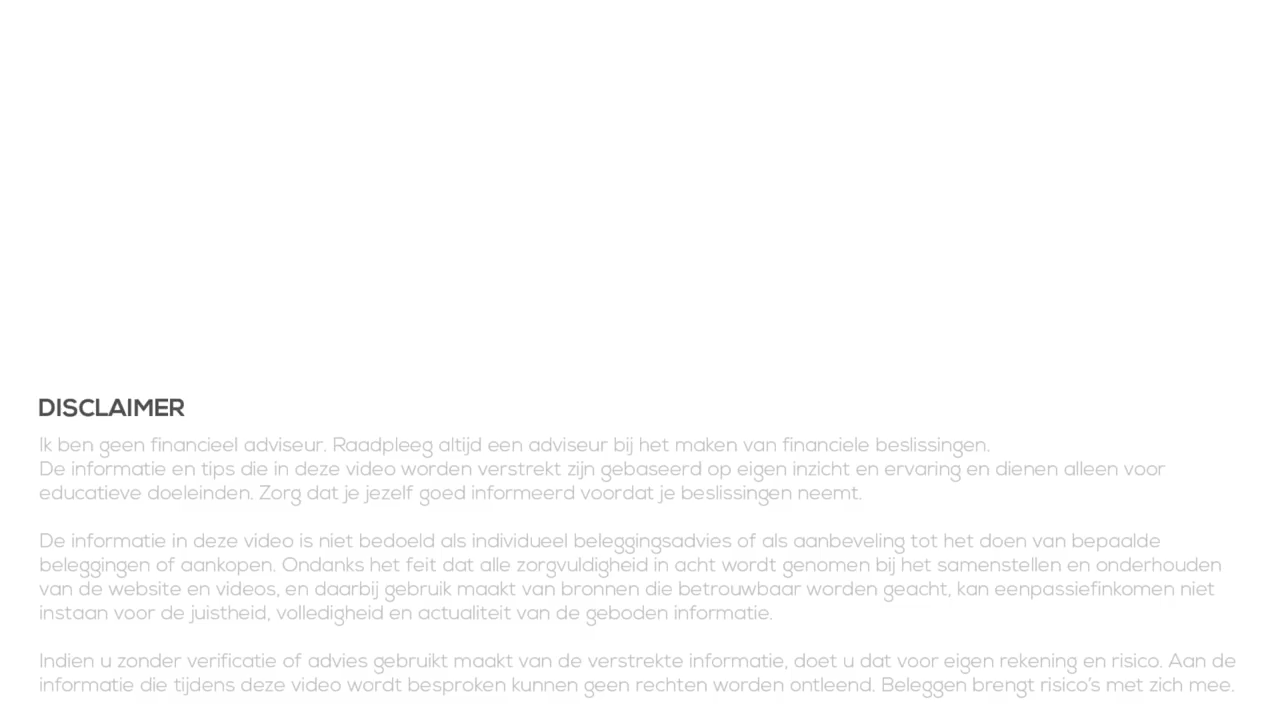 DISCLAIMER
Ik ben geen financieel adviseur. Raadpleeg altijd een adviseur bij het maken van financiele beslissingen.
De informatie en tips die in deze video worden verstrekt zijn gebaseerd op eigen inzicht en ervaring en dienen alleen voor
educatieve doeleinden. Zorg dat je jezelf goed informeerd voordat je beslissingen neemt.
De informatie in deze video is niet bedoeld als individueel beleggingsadvies of als aanbeveling tot het doen van bepaalde
beleggingen of aankopen. Ondanks het feit dat alle zorgvuldigheid in acht wordt genomen bij het samenstellen en onderhouden
van de website en videos, en daarbij gebruik maakt van bronnen die betrouwbaar worden geacht, kan eenpassiefinkomen niet
instaan voor de juistheid, volledigheid en actualiteit van de geboden informatie.
Indien u zonder verificatie of advies gebruikt maakt van de verstrekte informatie, doet u dat voor eigen rekening en risico. Aan de
informatie die tijdens deze video wordt besproken kunnen geen rechten worden ontleend. Beleggen brengt risico's met zich mee.